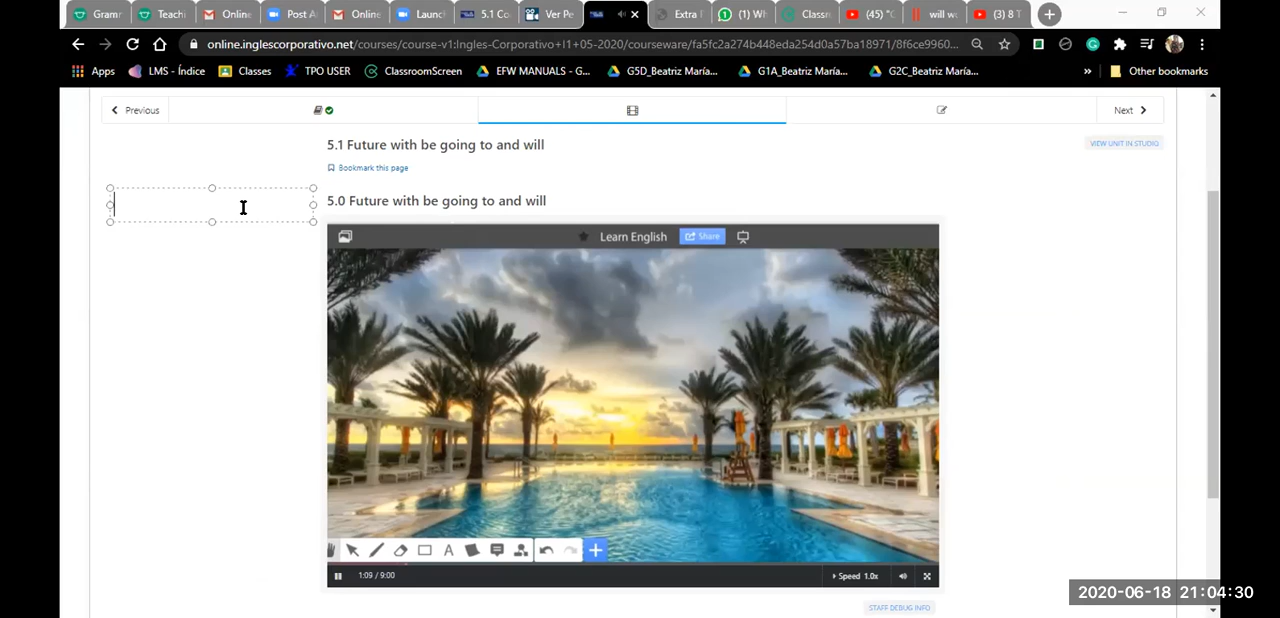 Gramr
Teachi
Online
Post A
Online
Launc
5.1 Co
Ver Pe
Extra
(1) Wh
Classr
(45) "C
will w
(3) 8 T
online.inglescorporativo.net/courses/course-v1:Ingles-Corporativo+I1+05-2020/courseware/fa5fc2a274b448eda254d0a57ba18971/8f6ce9960...
Apps
LMS - Índice
Classes
TPO USER
ClassroomScreen
EFW MANUALS - G...
G5D_Beatriz María...
G1A_Beatriz María...
G2C_Beatriz María...
»
Other bookmarks
Previous
Next
5.1 Future with be going to and will
VIEW UNIT IN STUDIO
Bookmark this page
5.0 Future with be going to and will
Learn English
Share
A
1:09 / 9:00
Speed 1.0x
STAFF DEBUG INFO
2020-06-18 21:04:30